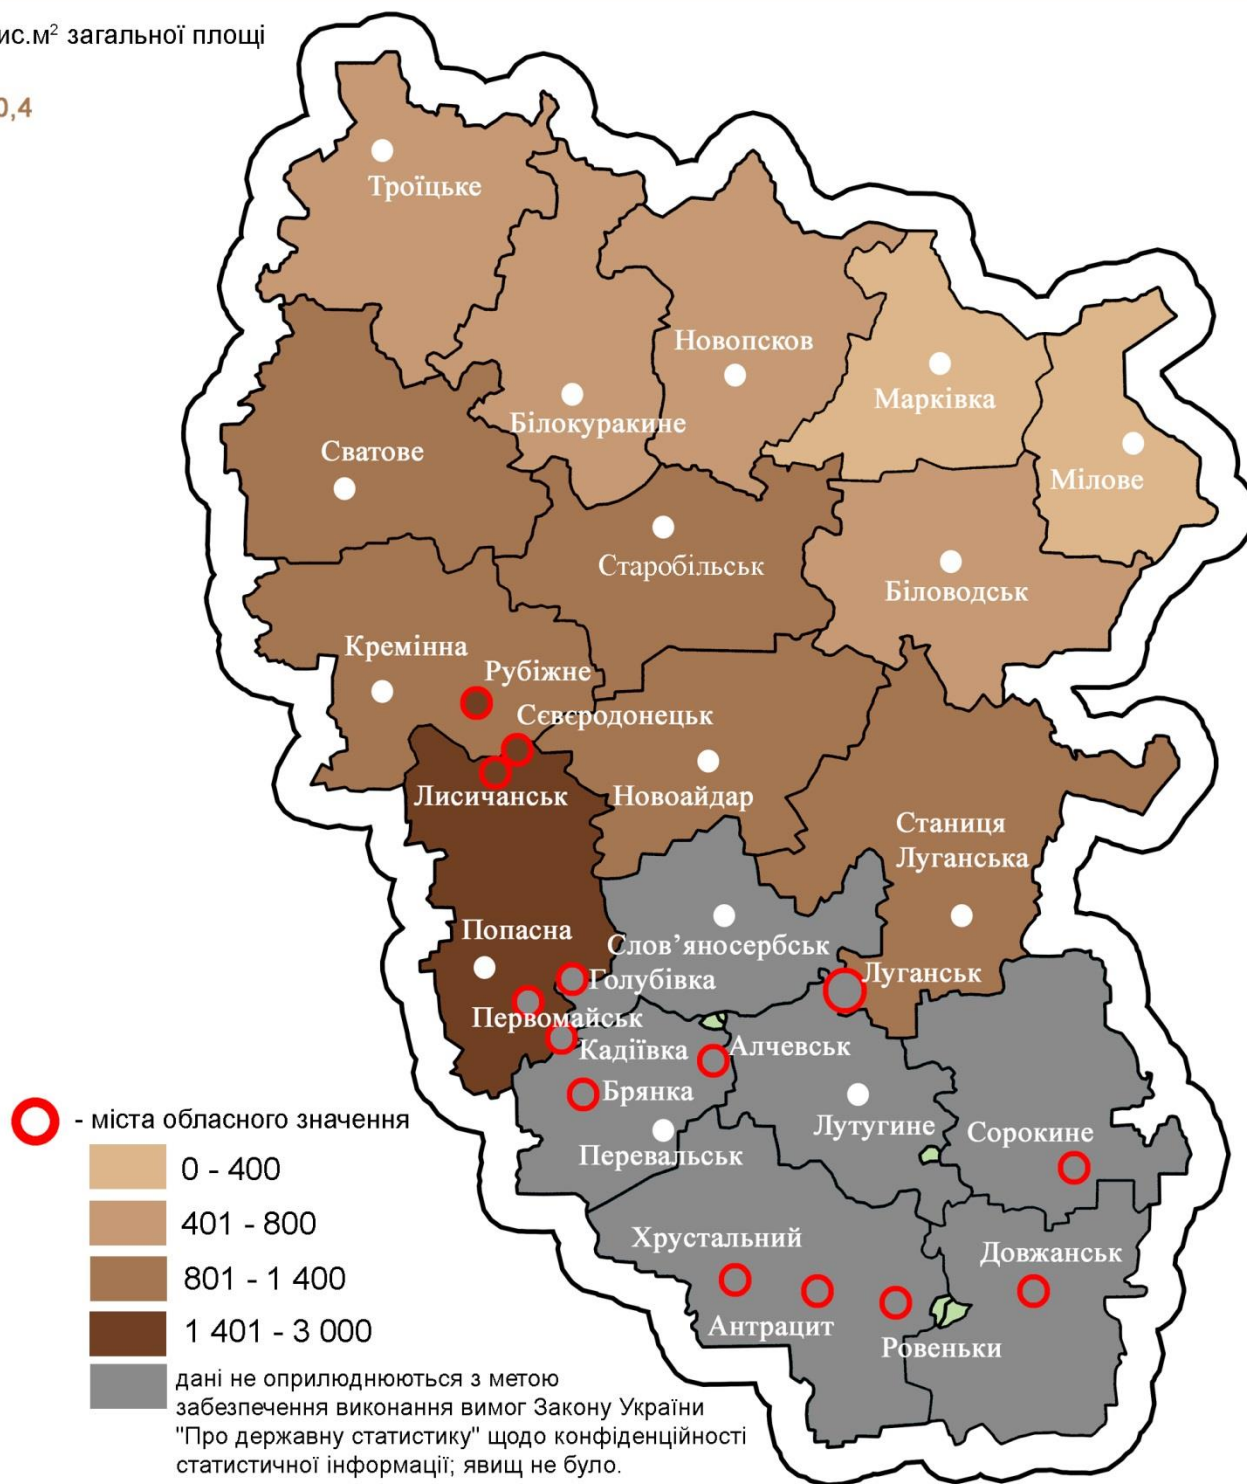 ис.м² загальної площі
0,4
Троїцьке
Новопсков
Марківка
Білокуракине
Сватове
Мілове
Старобільськ
Біловодськ
Кремінна
Рубіжне
Сєвєродонецьк
Лисичанськ
Новоайдар
Станиця
Луганська
Попасна
Слов’яносербськ
Голубівка
Луганськ
Первомайськ
Кадіївка
Алчевськ
Брянка
Лутугине
Сорокине
Перевальськ
Хрустальний
Довжанськ
Антрацит
Ровеньки
- міста обласного значення
0 - 400
401 - 800
801 - 1 400
1 401 - 3 000
дані не оприлюднюються з метою
забезпечення виконання вимог Закону України
"Про державну статистику" щодо конфіденційності
статистичної інформації; явищ не було.